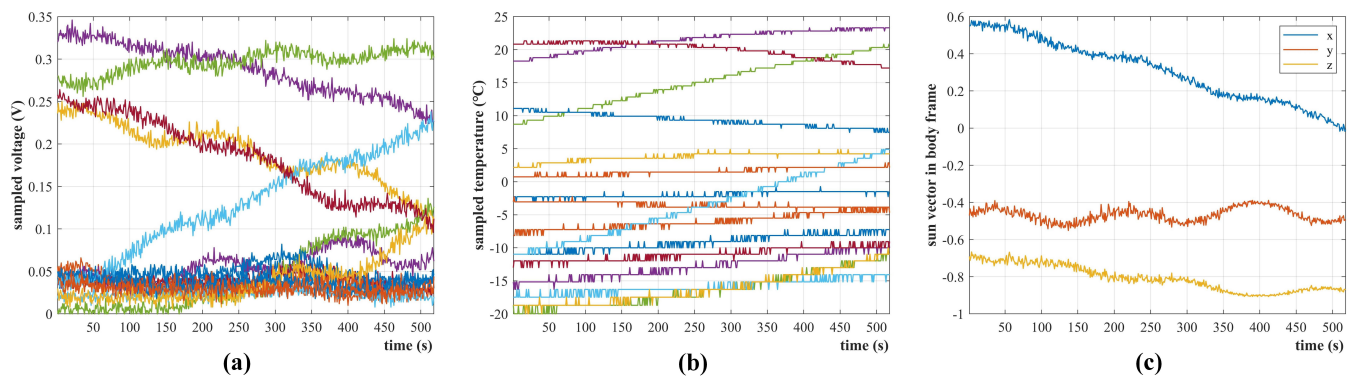 sampled voltage (V)
0.35
0.3
0.25
0.2
0.15
0.1
0.05
0
50 100 150 200 250 300 350 400 450 500
time (s)
(a)
sampled temperature (°C)
25
20
15
10
5
0
-5
-10
-15
-20
50 100 150 200 250 300 350 400 450 500
time (s)
(b)
sun vector in body frame
0.6
0.4
0.2
0
-0.2
-0.4
-0.6
-0.8
-1
x
y
z
50 100 150 200 250 300 350 400 450 500
time (s)
(c)